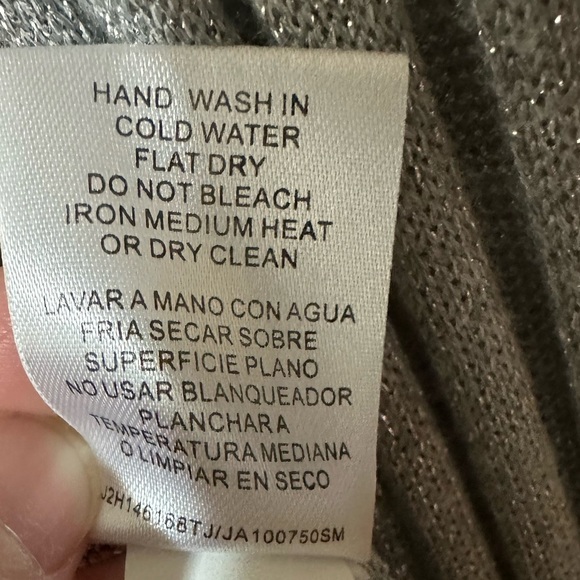 HAND WASH IN
COLD WATER
FLAT DRY
DO NOT BLEACH
IRON MEDIUM HEAT
OR DRY CLEAN
LAVAR A MANO CON AGUA
FRIA SECAR SOBRE
SUPERFICIE PLANO
NO USAR BLANQUEADOR
PLANCHARA
TEMPERATURA MEDIANA
O LIMPIAR EN SECO
J2H146168TJ/JA100750SM